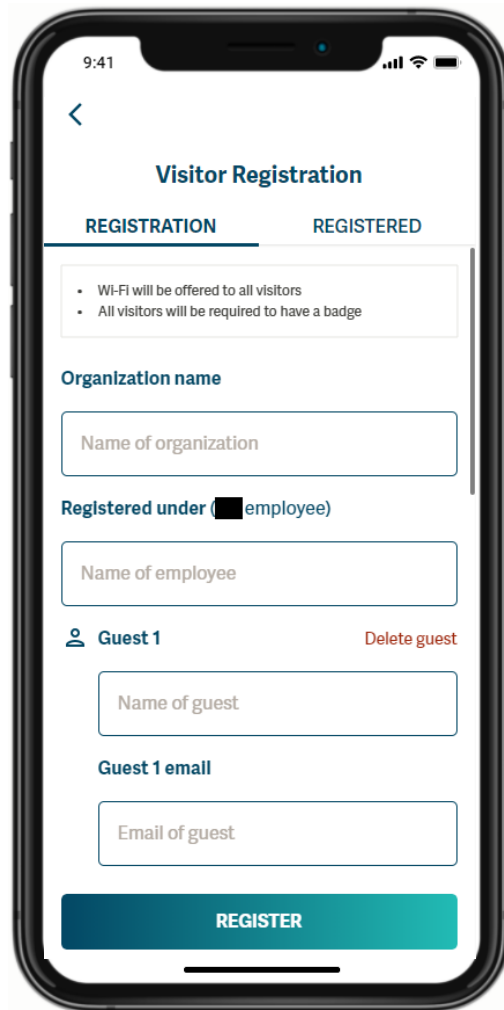 9:41
Visitor Registration
REGISTRATION REGISTERED
• Wi-Fi will be offered to all visitors
• All visitors will be required to have a badge
Organization name
Name of organization
Registered under ( employee)
Name of employee
Guest 1 Delete guest
Name of guest
Guest 1 email
Email of guest
REGISTER